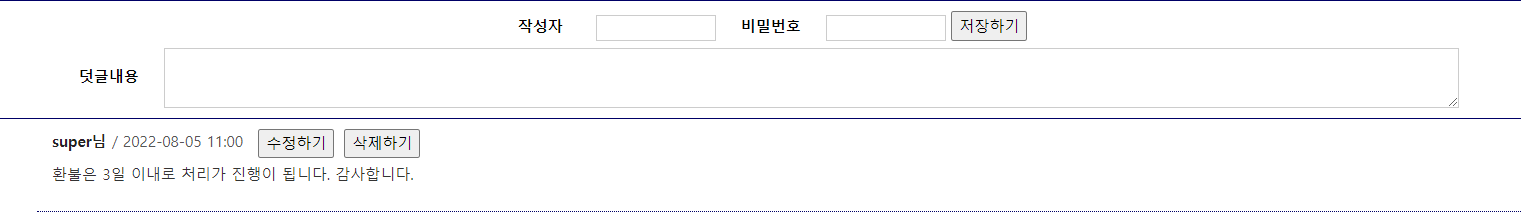 작성자 비밀번호 저장하기
덧글내용
super님 / 2022-08-05 11:00 수정하기 삭제하기
환불은 3일 이내로 처리가 진행이 됩니다. 감사합니다.